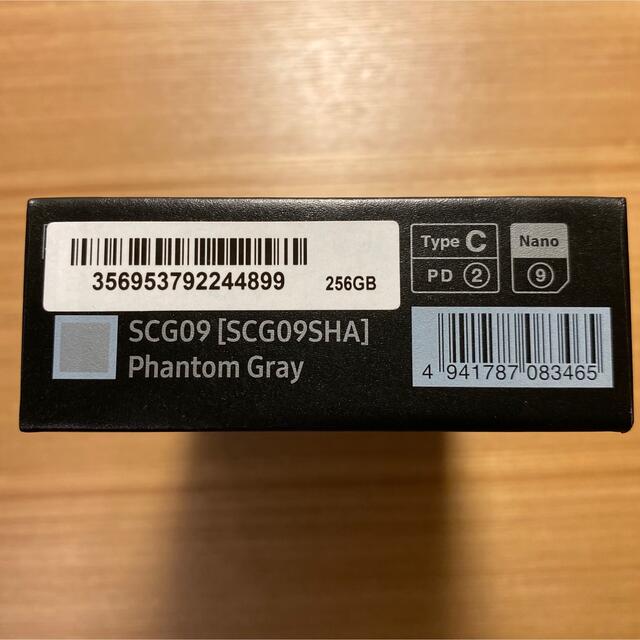 356953792244899 256GB
Type C
PD 2
Nano
9
SCG09 [SCG09SHA]
Phantom Gray
4 941787 083465